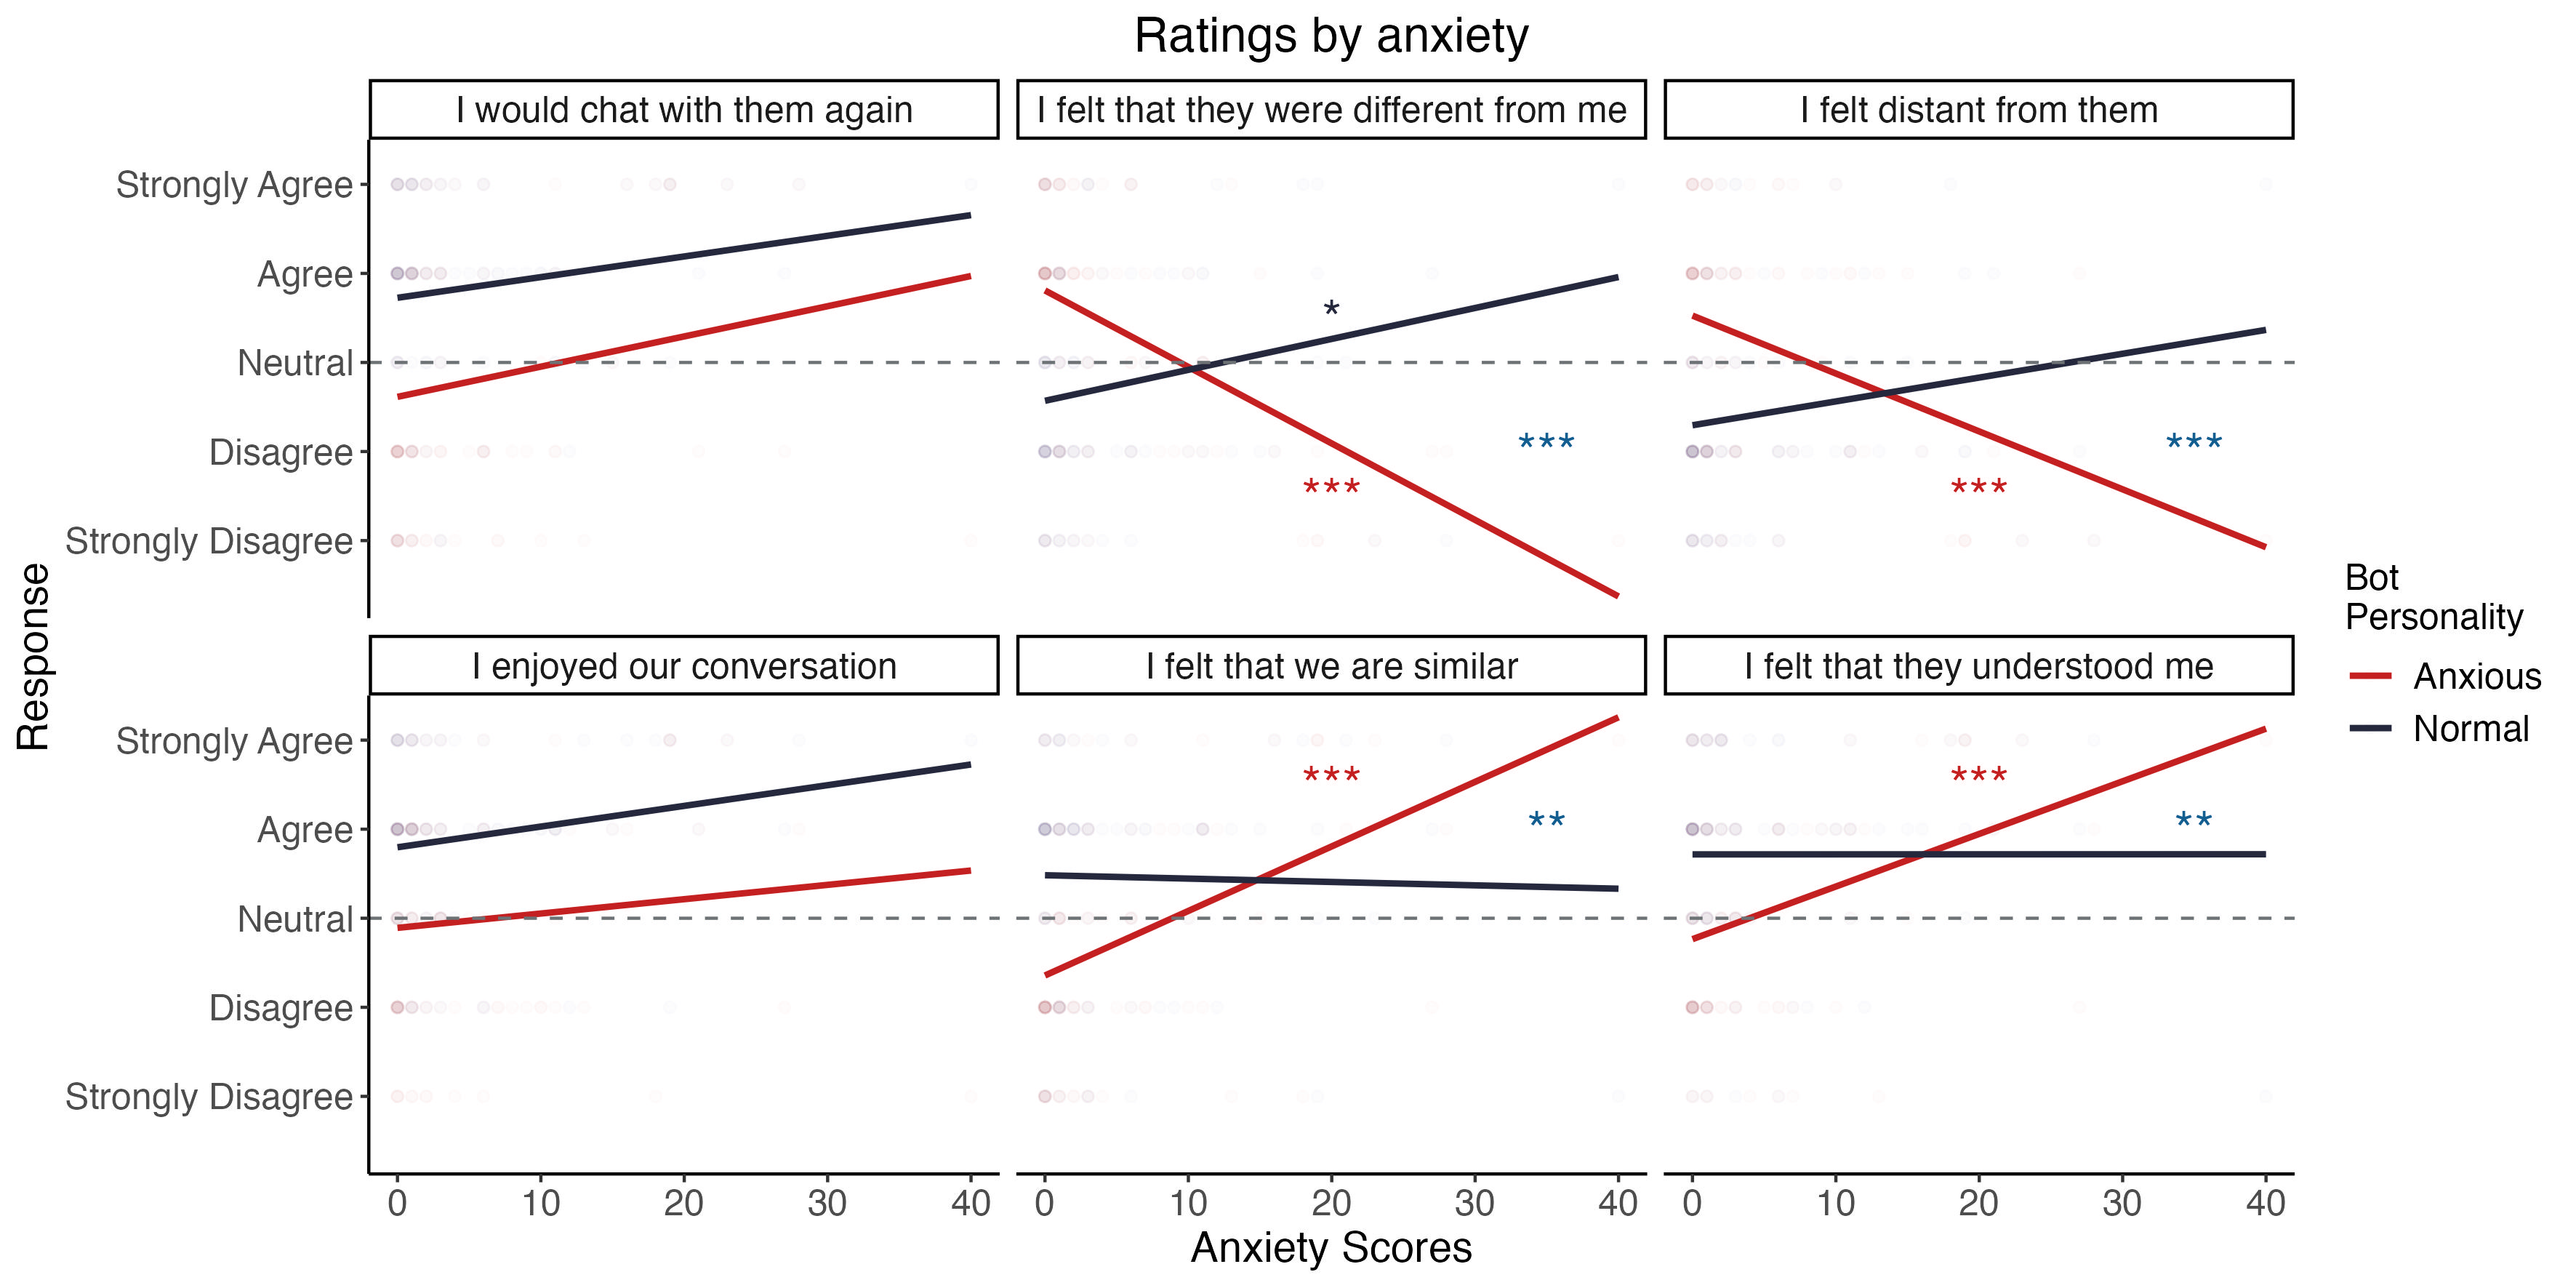 Ratings by anxiety
I would chat with them again
I felt that they were different from me
I felt distant from them
Strongly Agree
Agree
Neutral
Disagree
Strongly Disagree
*
***
***
***
***
Response
I enjoyed our conversation
I felt that we are similar
I felt that they understood me
Strongly Agree
Agree
Neutral
Disagree
Strongly Disagree
***
**
***
**
0 10 20 30 40
0 10 20 30 40
0 10 20 30 40
Anxiety Scores
Bot
Personality
Anxious
Normal